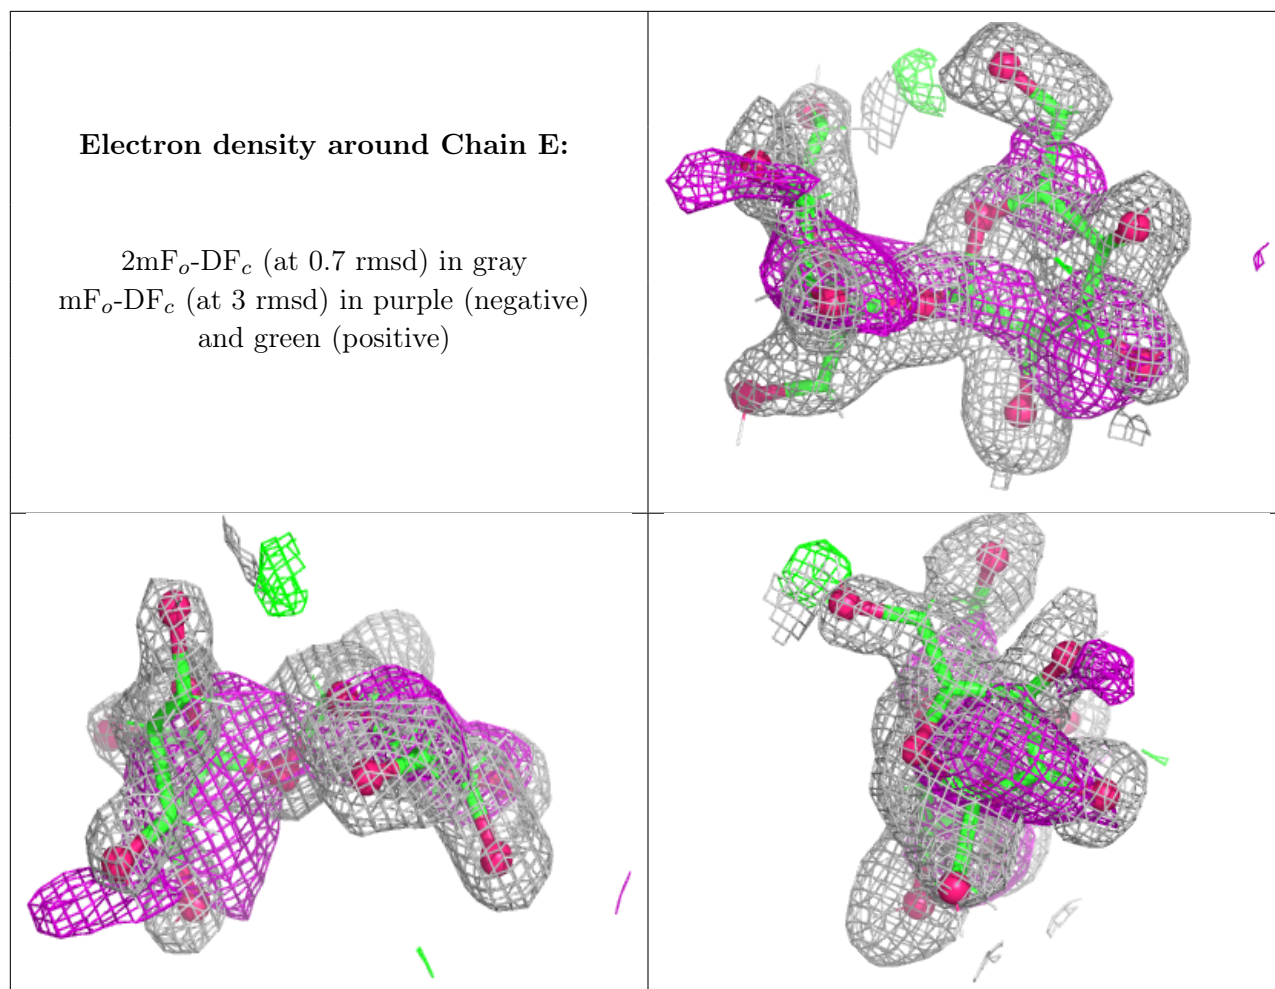 Electron density around Chain E:
2mFₒ-DF𝒸 (at 0.7 rmsd) in gray
mFₒ-DF𝒸 (at 3 rmsd) in purple (negative)
and green (positive)